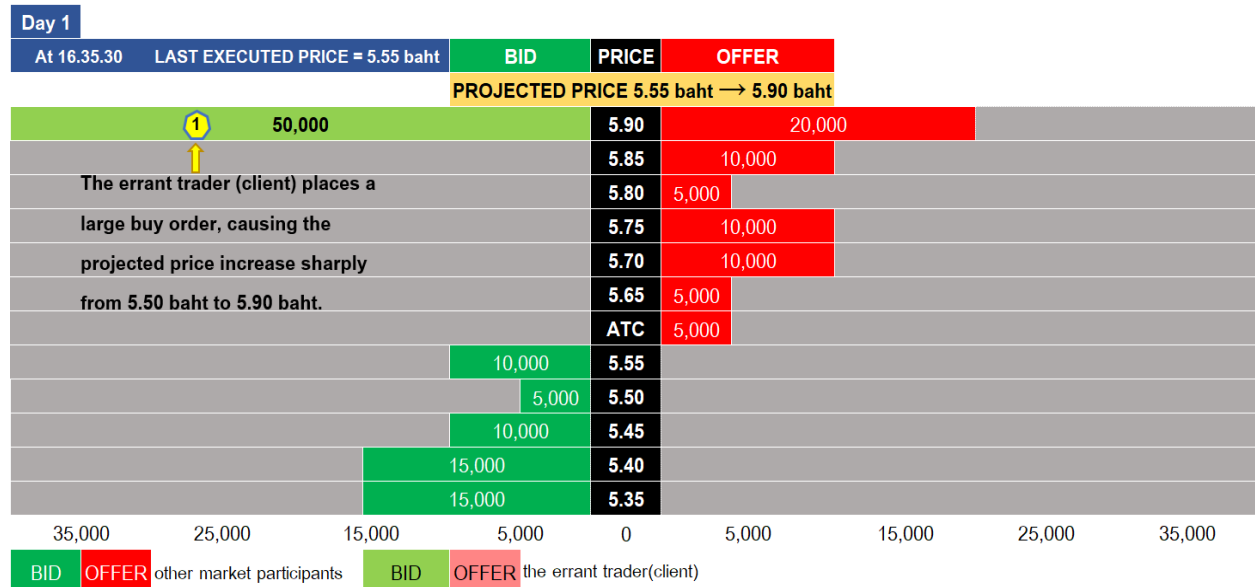 Day 1
At 16.35.30 LAST EXECUTED PRICE = 5.55 baht BID PRICE OFFER
PROJECTED PRICE 5.55 baht → 5.90 baht
1 50,000 5.90 20,000
5.85 10,000
The errant trader (client) places a
5.80 5,000
large buy order, causing the
5.75 10,000
projected price increase sharply
5.70 10,000
from 5.50 baht to 5.90 baht.
5.65 5,000
ATC 5,000
10,000 5.55
5,000 5.50
10,000 5.45
15,000 5.40
15,000 5.35
35,000 25,000 15,000 5,000 0 5,000 15,000 25,000 35,000
BID OFFER other market participants BID OFFER the errant trader(client)